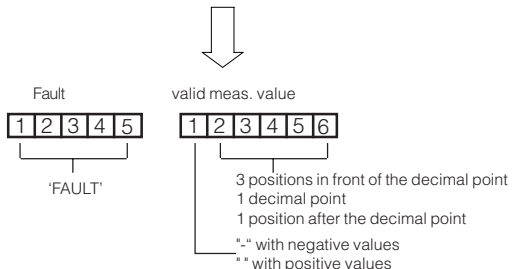 Fault
valid meas. value
1 2 3 4 5
1 2 3 4 5 6
'FAULT'
3 positions in front of the decimal point
1 decimal point
1 position after the decimal point
"-“ with negative values
" " with positive values